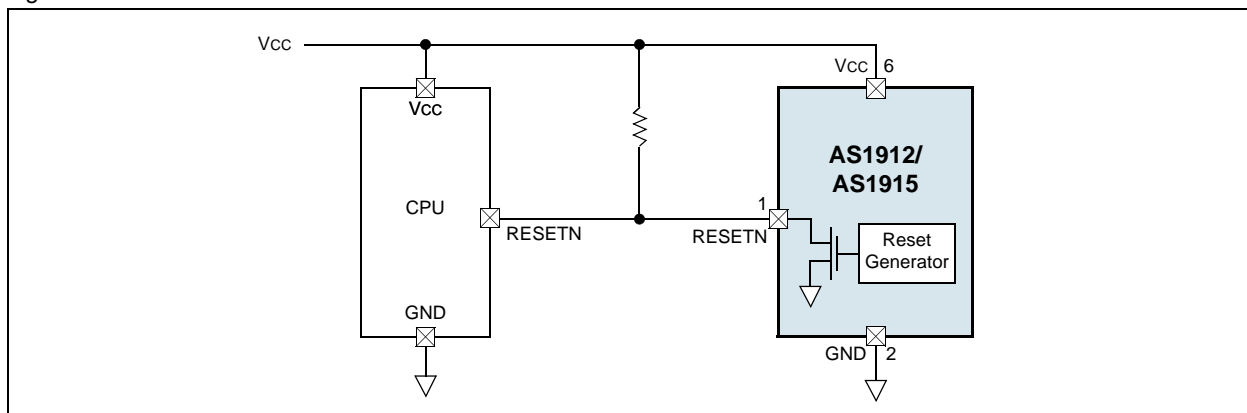 VCC
VCC 6
Vcc
AS1912/
AS1915
CPU
1
RESETN
RESETN
Reset
Generator
GND
GND 2